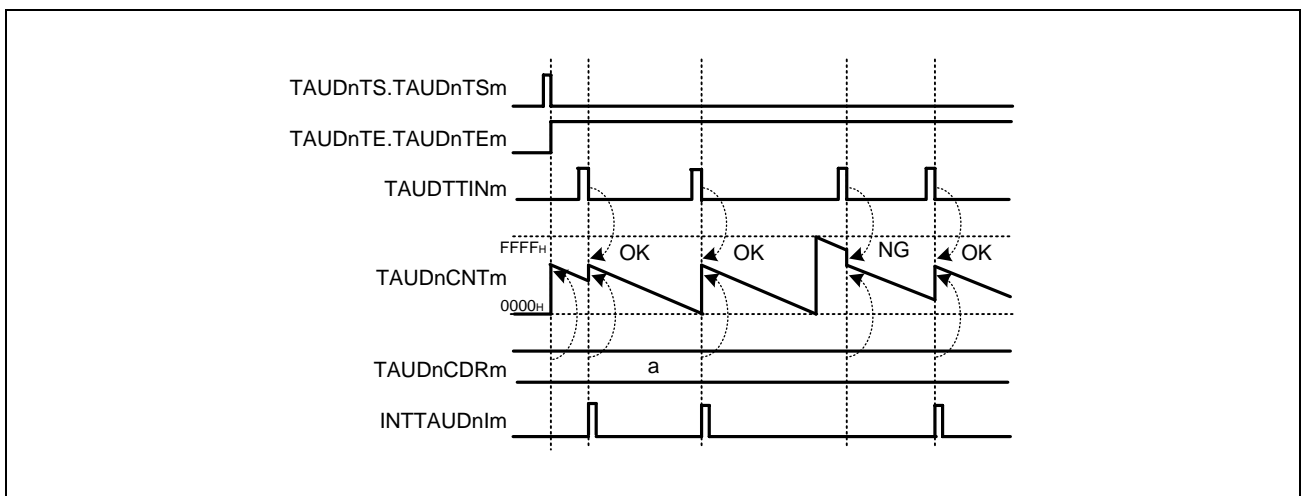 TAUDnTS.TAUDnTSm
TAUDnTE.TAUDnTEm
TAUDTTINm
FFFFH
OK
OK
NG
OK
TAUDnCNTm
0000H
TAUDnCDRm
a
INTTAUDnIm